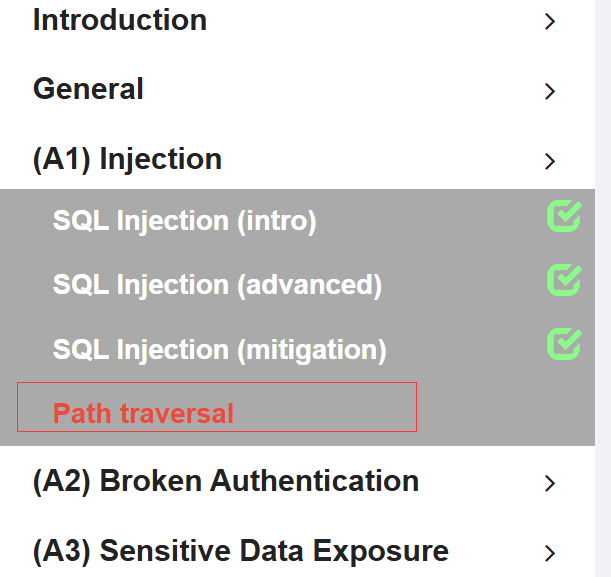 Introduction
General
(A1) Injection
SQL Injection (intro)
SQL Injection (advanced)
SQL Injection (mitigation)
Path traversal
(A2) Broken Authentication
(A3) Sensitive Data Exposure